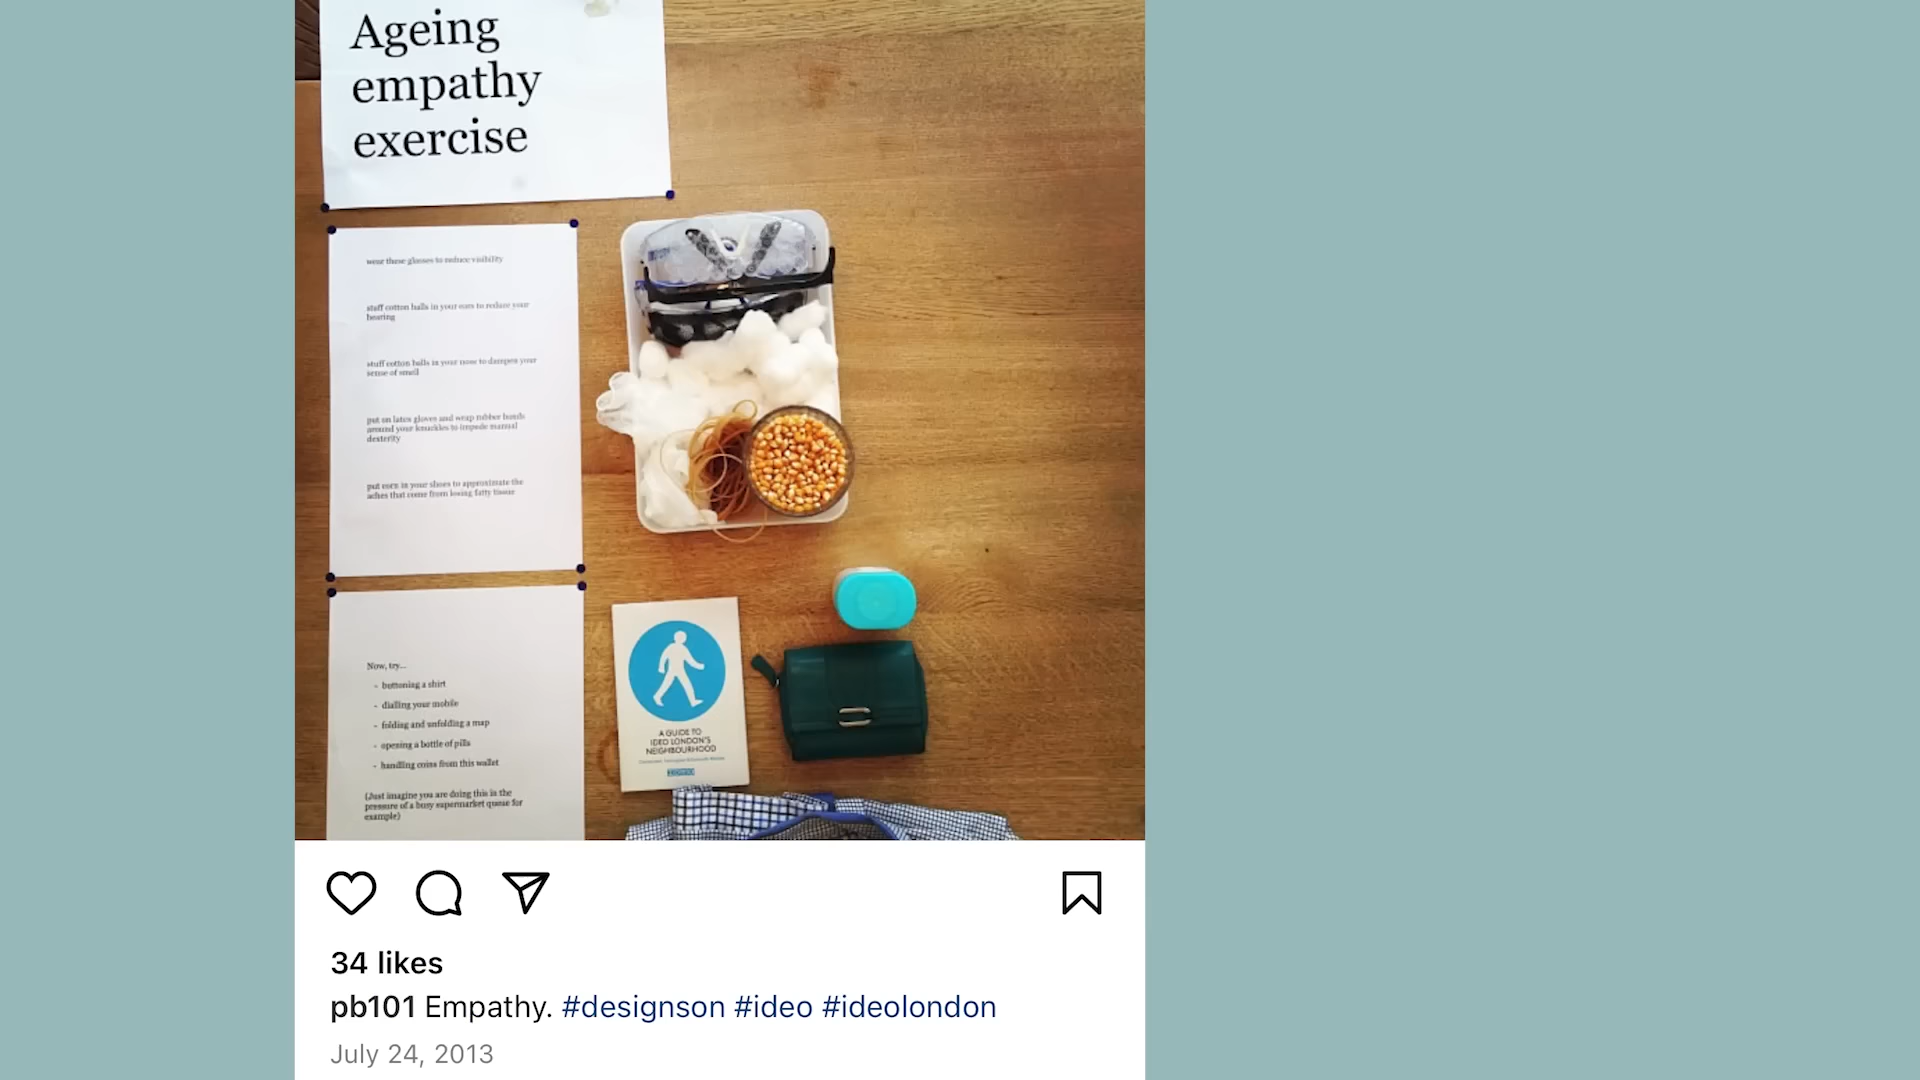 Ageing
empathy
exercise
wear these glasses to reduce visibility
stuff cotton balls in your ears to reduce your
hearing
stuff cotton balls in your nose to dampen your
sense of smell
put on latex gloves and wrap rubber bands
around your knuckles to impede manual
dexterity
put corn in your shoes to approximate the
aches that come from losing fatty tissue
Now, try...
- buttoning a shirt
- dialling your mobile
- folding and unfolding a map
- opening a bottle of pills
- handling coins from this wallet
(Just imagine you are doing this in the
pressure of a busy supermarket queue for
example)
A GUIDE TO
IDEO LONDON'S
NEIGHBOURHOOD
34 likes
pb101 Empathy. #designson #ideo #ideolondon
July 24, 2013